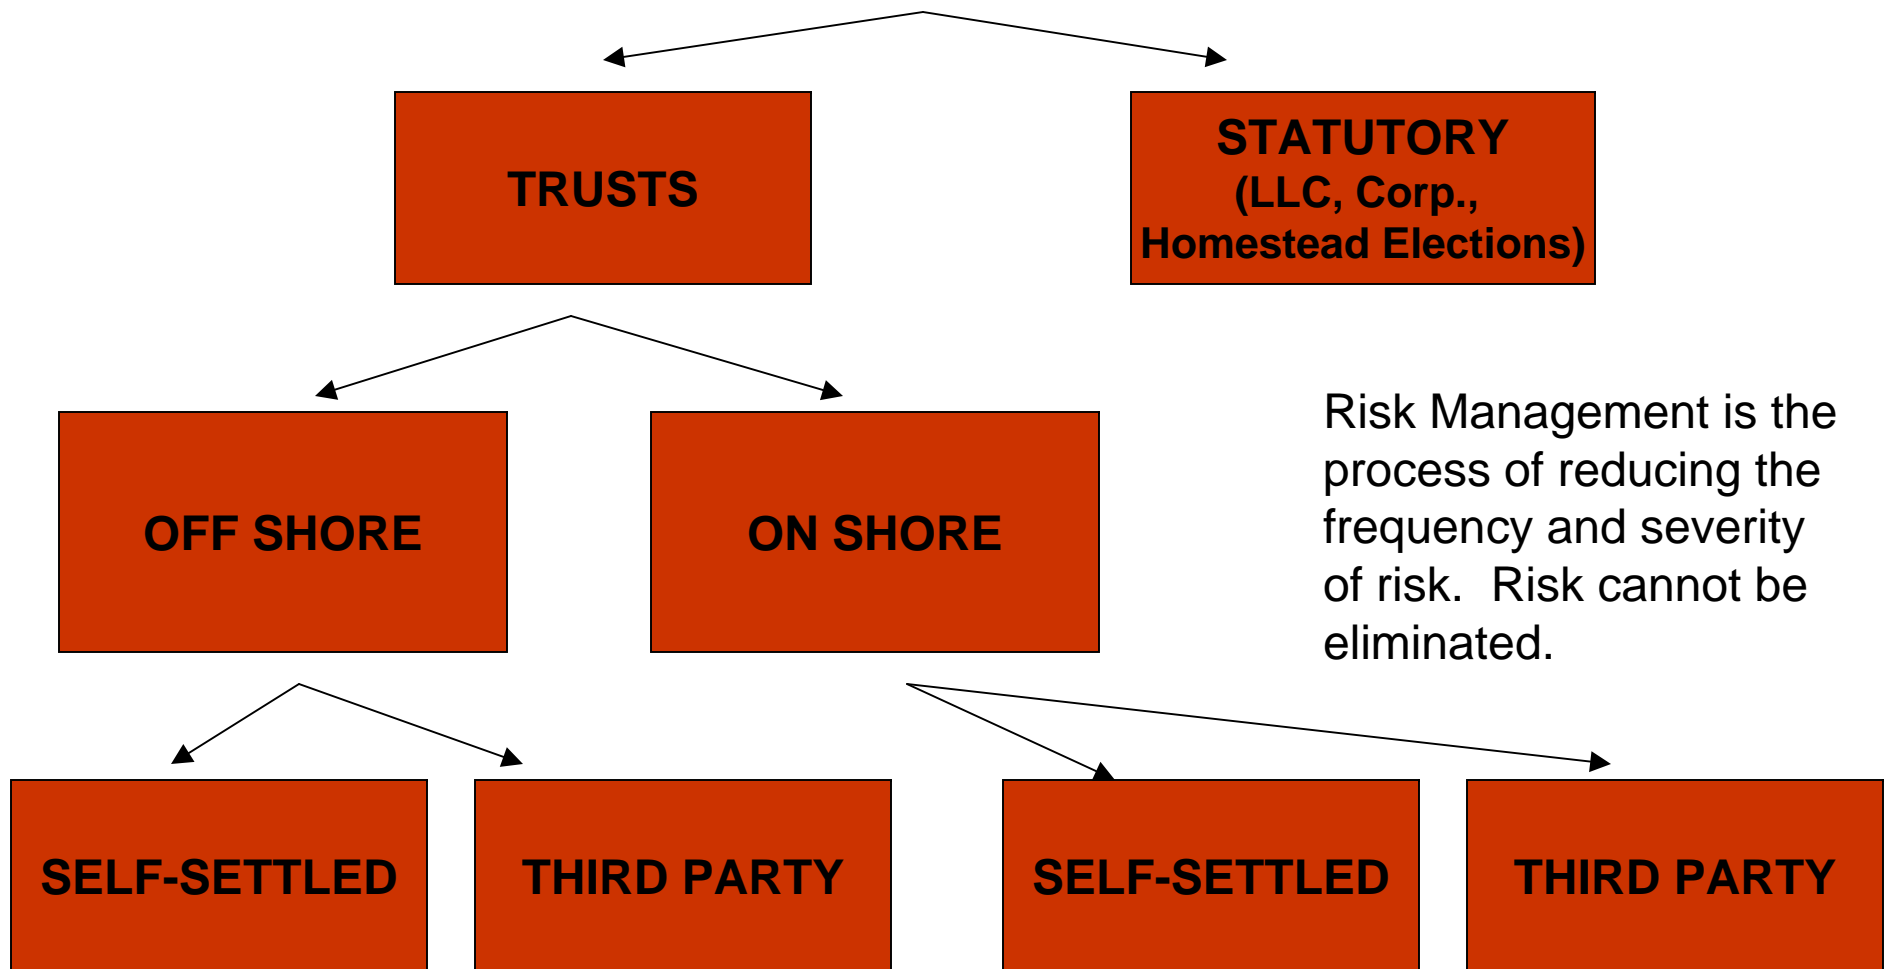 TRUSTS
STATUTORY
(LLC, Corp.,
Homestead Elections)
OFF SHORE
ON SHORE
Risk Management is the
process of reducing the
frequency and severity
of risk.  Risk cannot be
eliminated.
SELF-SETTLED
THIRD PARTY
SELF-SETTLED
THIRD PARTY